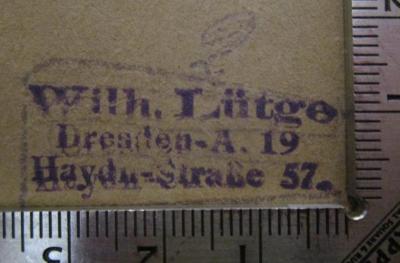 Wilh. Lütge
Dresden-A. 19
Haydn-Straße 57.